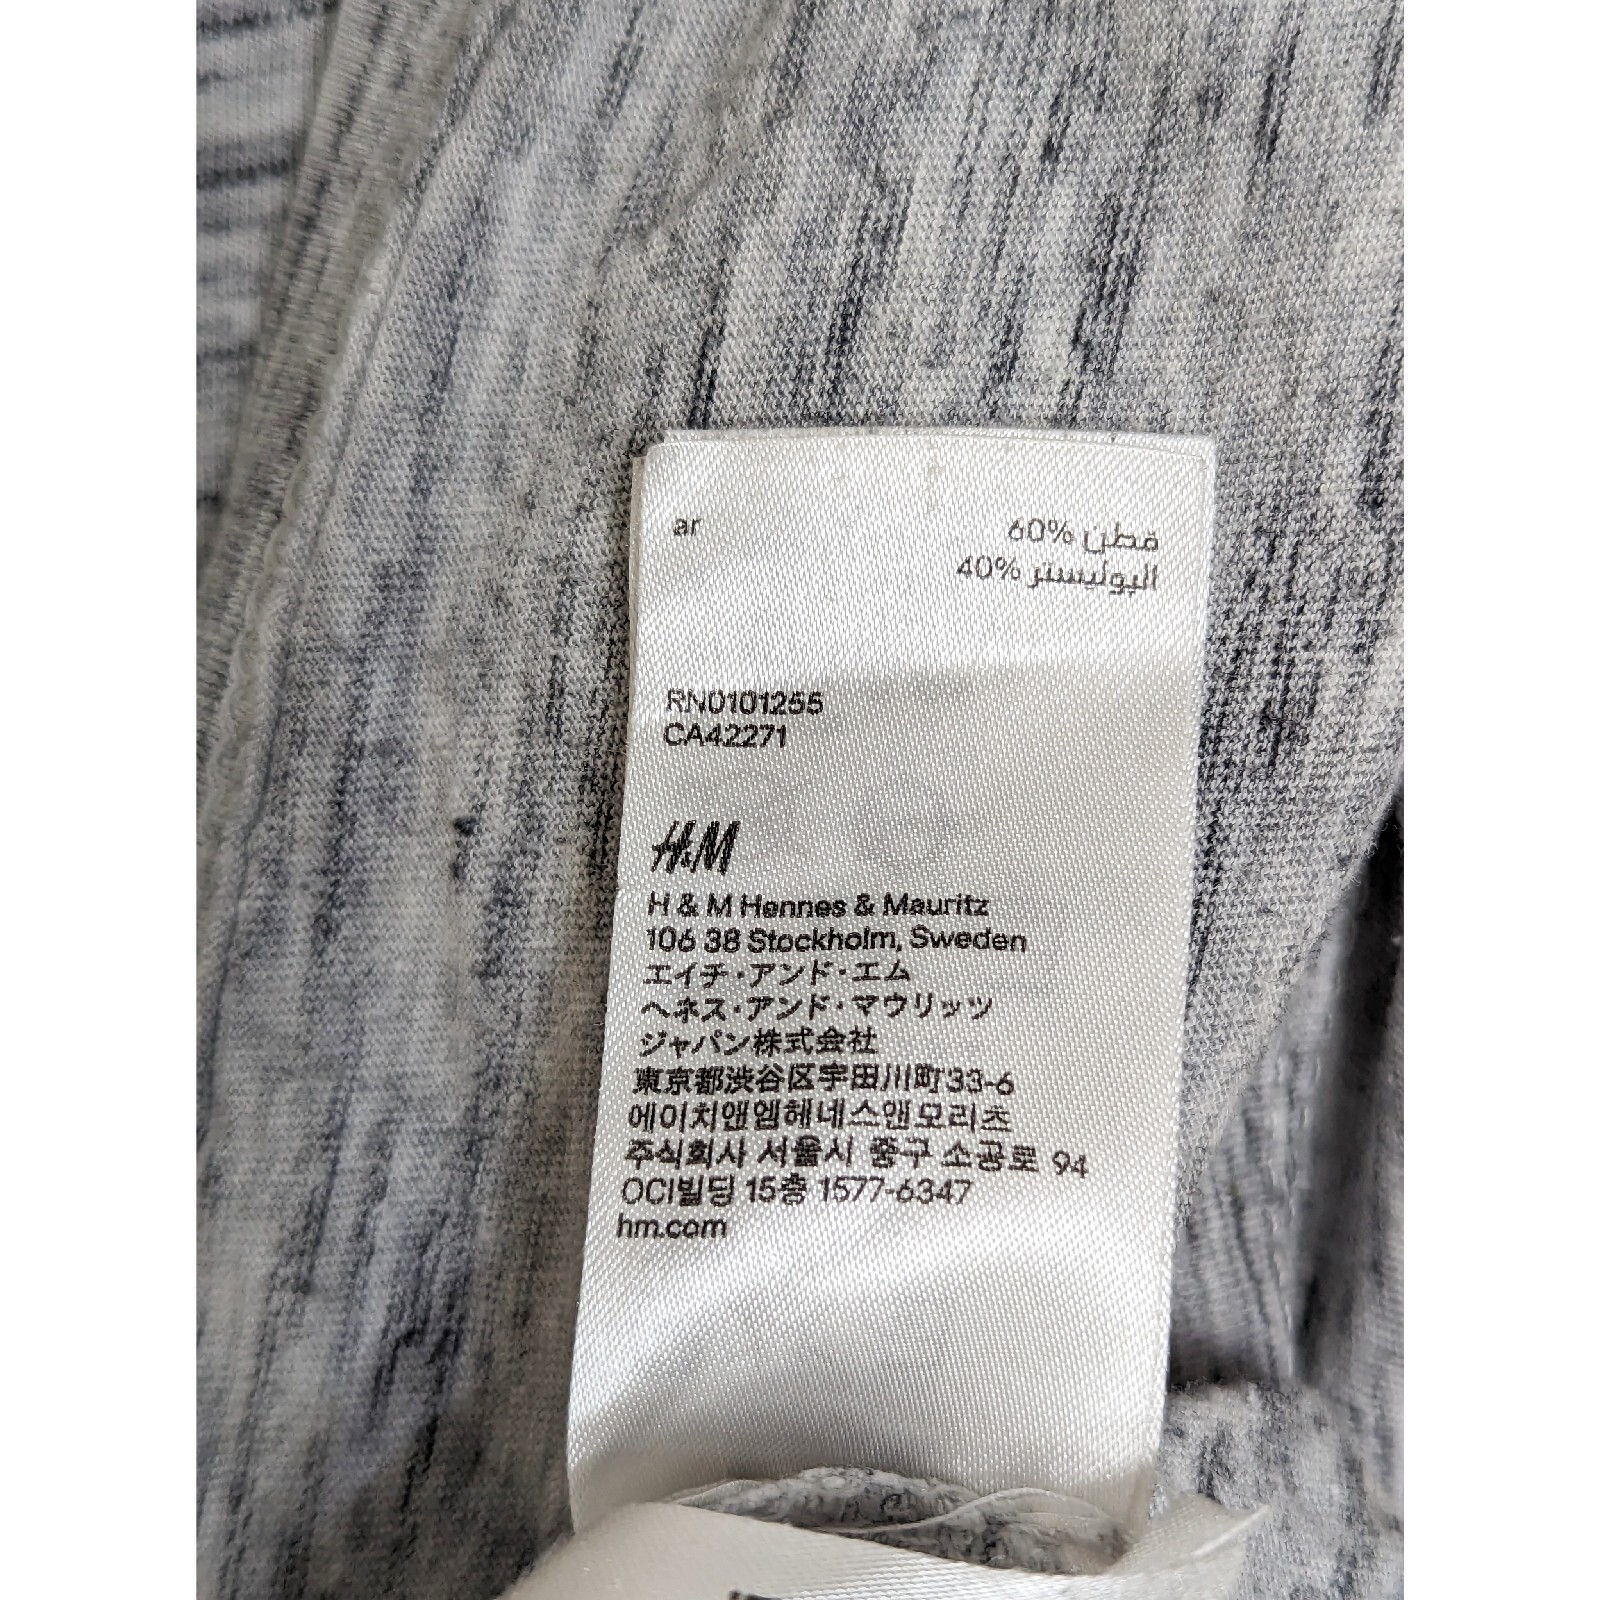 ar
قطن %60
البوليستر %40
RN0101255
CA42271
H&M
H & M Hennes & Mauritz
106 38 Stockholm, Sweden
エイチ・アンド・エム
ヘネス・アンド・マウリッツ
ジャパン株式会社
東京都渋谷区宇田川町33-6
에이치앤엠헤네스앤모리츠
주식회사 서울시 중구 소공로 94
OCI빌딩 15층 1577-6347
hm.com